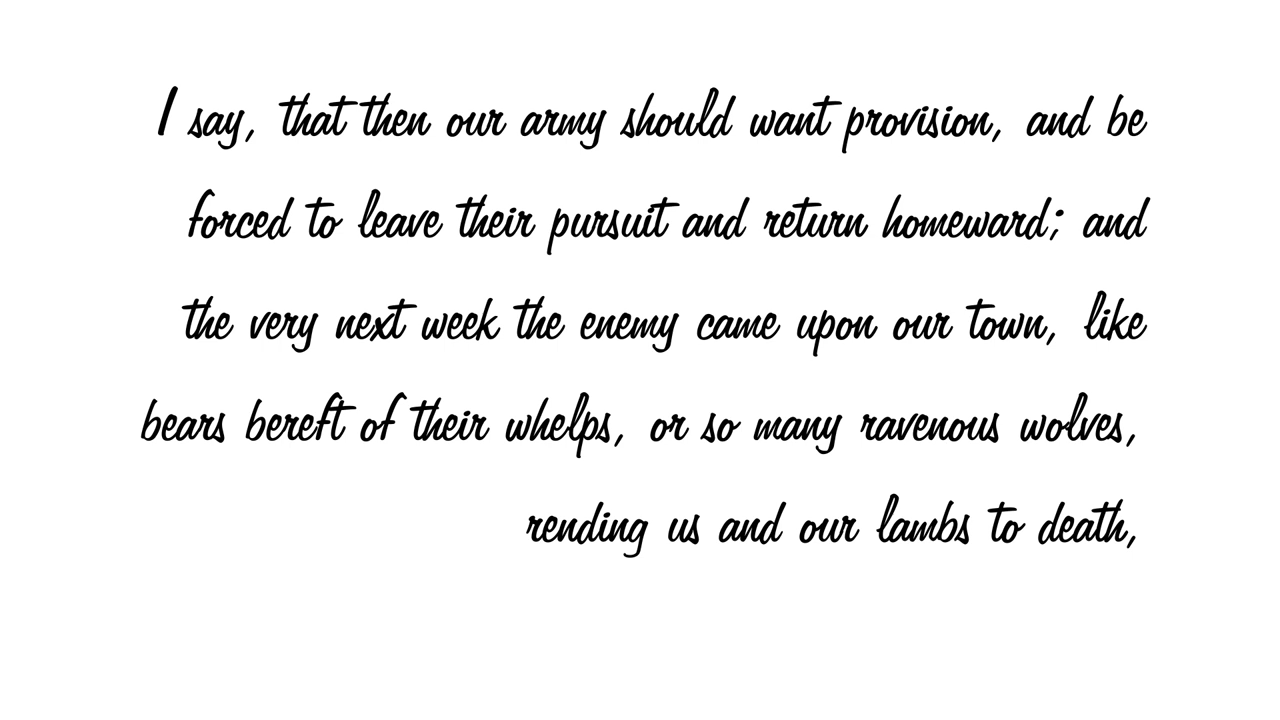 I say, that then our army should want provision, and be
forced to leave their pursuit and return homeward; and
the very next week the enemy came upon our town, like
bears bereft of their whelps, or so many ravenous wolves,
rending us and our lambs to death,